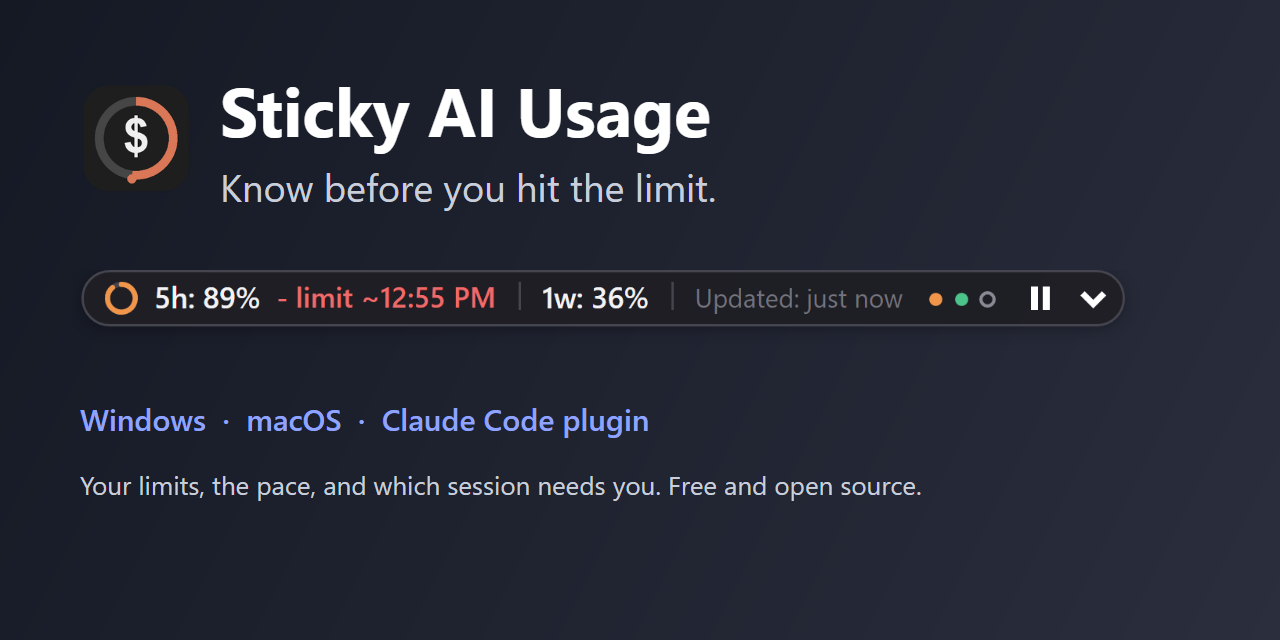 $
Sticky AI Usage
Know before you hit the limit.
5h: 89% - limit ~12:55 PM | 1w: 36% | Updated: just now
Windows · macOS · Claude Code plugin
Your limits, the pace, and which session needs you. Free and open source.